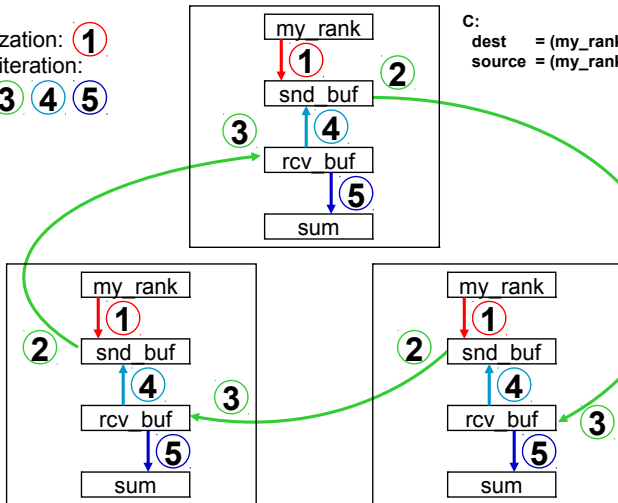 ization: 1
iteration:
3 4 5
C:
dest = (my_rank
source = (my_rank
my_rank
1
2
snd_buf
3
4
rcv_buf
5
sum
my_rank
1
2
snd_buf
4
rcv_buf
3
5
sum
my_rank
1
2
snd_buf
4
rcv_buf
3
5
sum